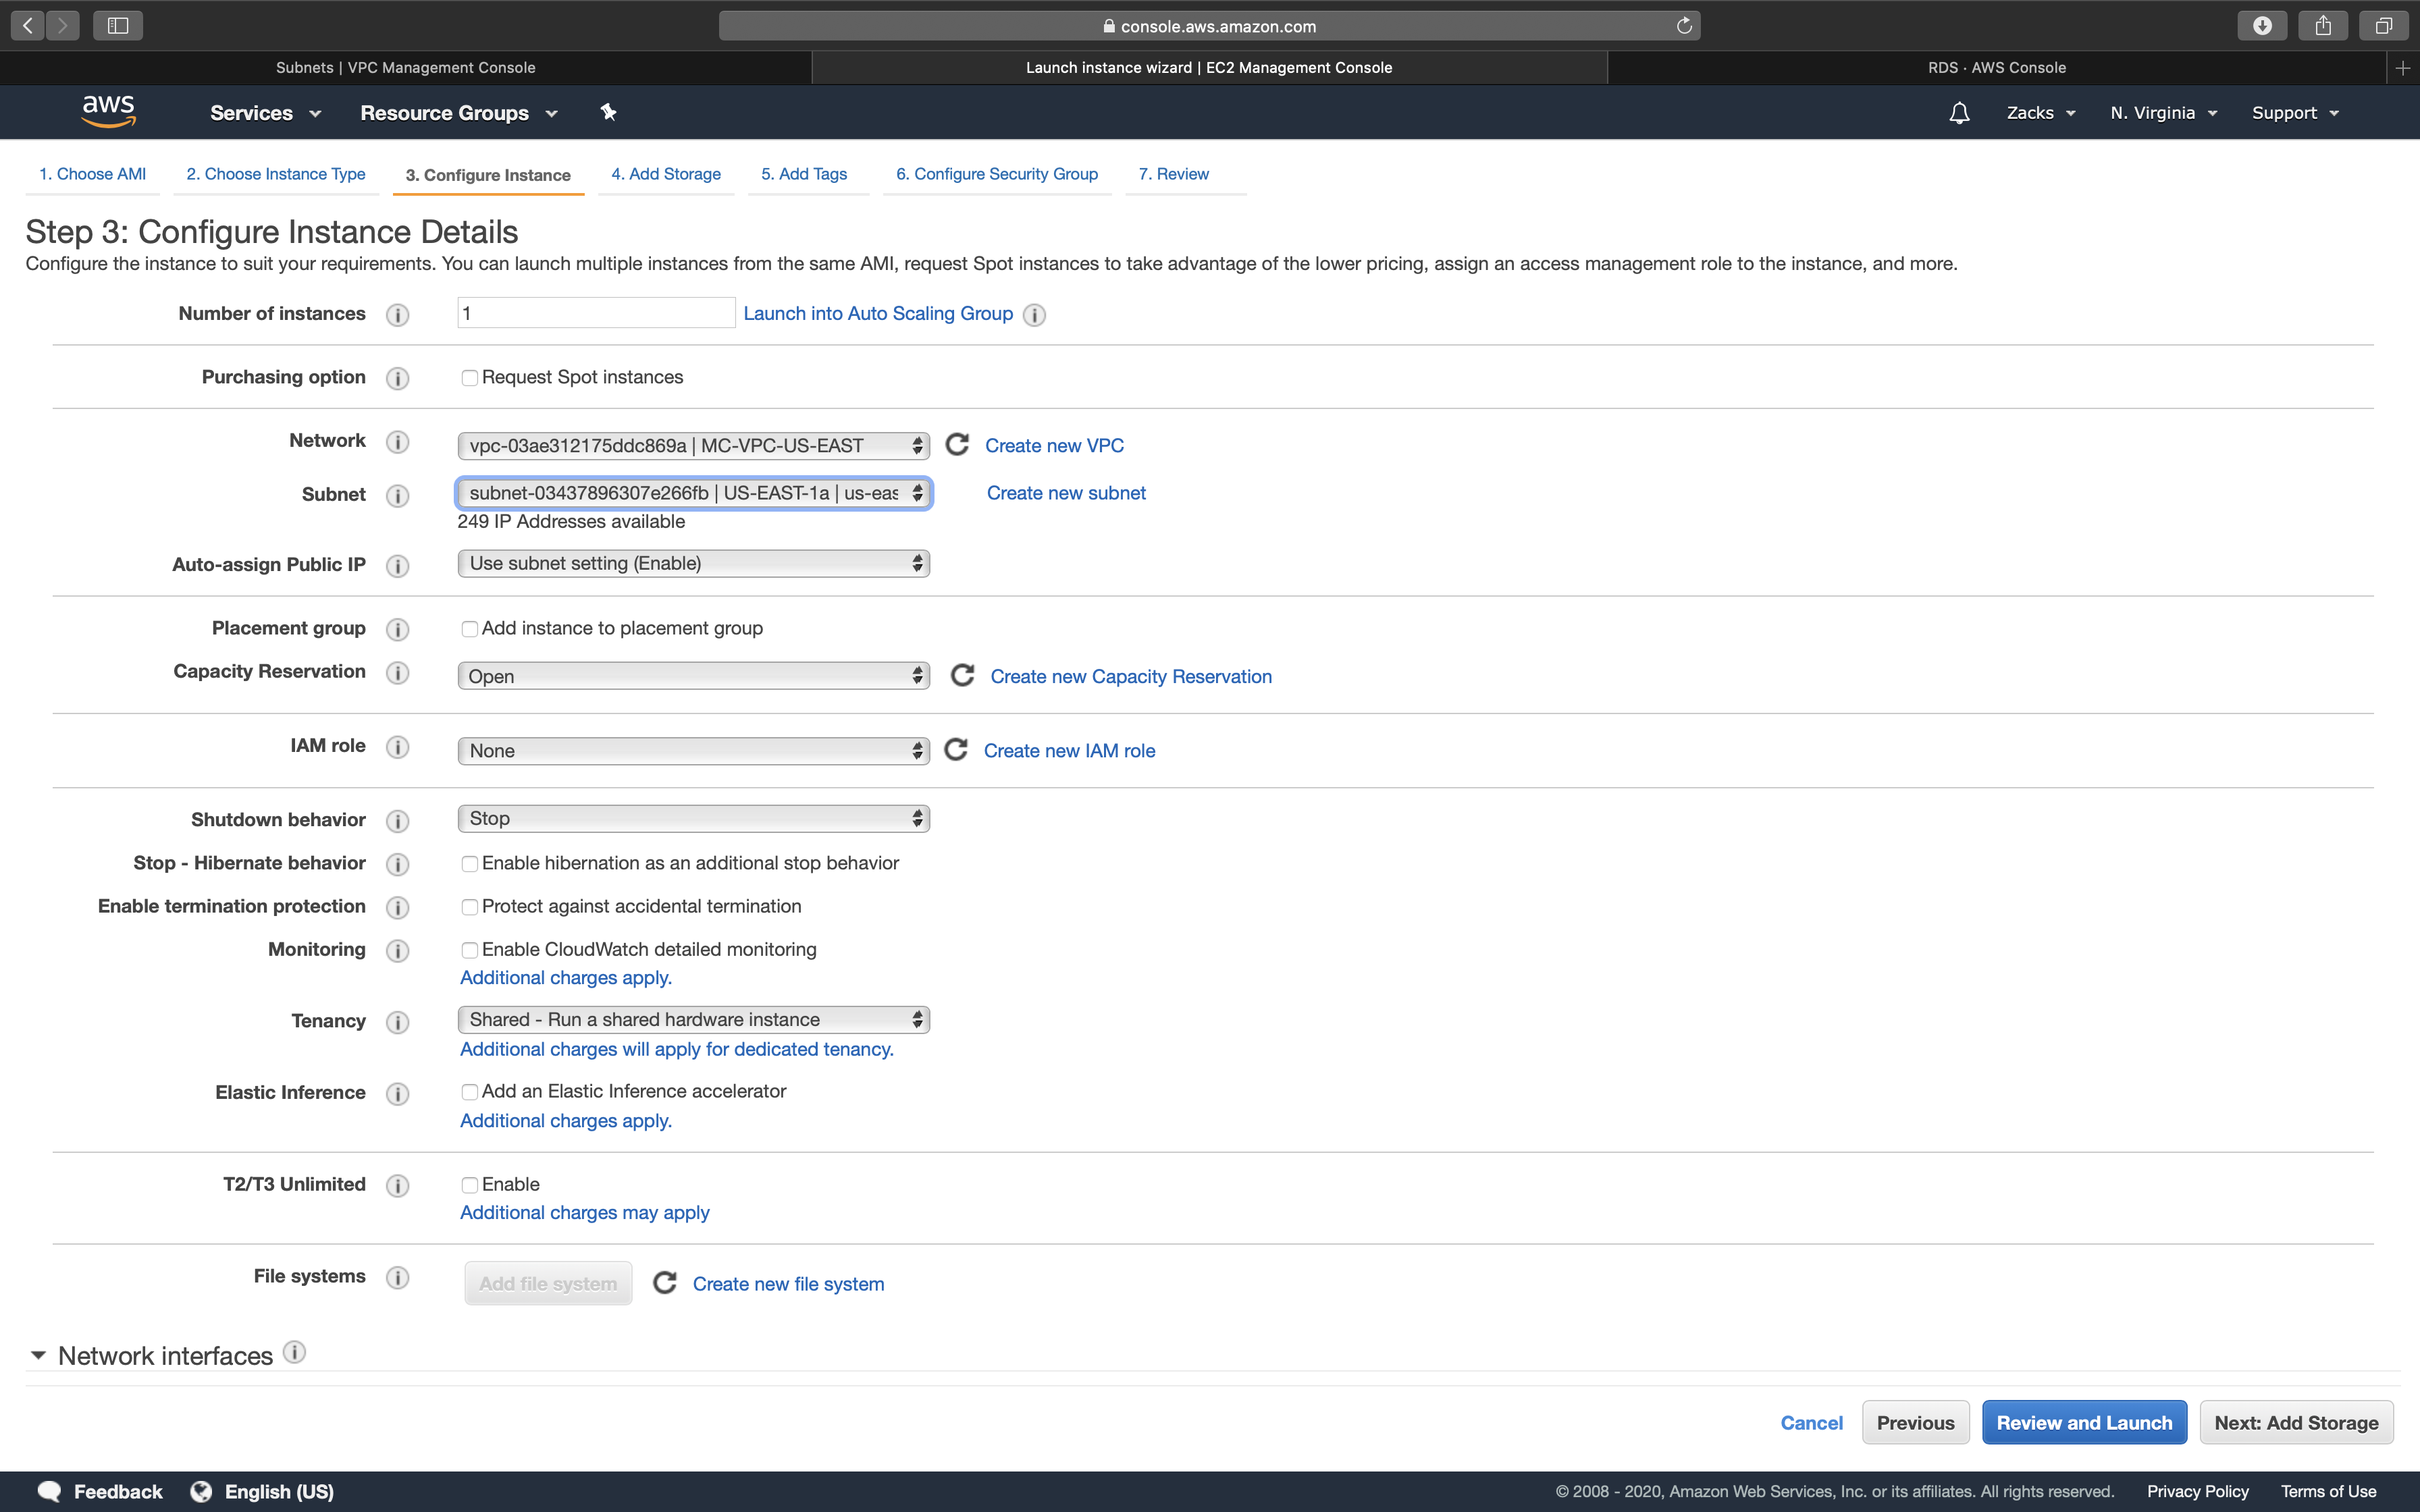 console.aws.amazon.com
Subnets | VPC Management Console
Launch instance wizard | EC2 Management Console
RDS · AWS Console
aws
Services
Resource Groups
Zacks
N. Virginia
Support
1. Choose AMI
2. Choose Instance Type
3. Configure Instance
4. Add Storage
5. Add Tags
6. Configure Security Group
7. Review
Step 3: Configure Instance Details
Configure the instance to suit your requirements. You can launch multiple instances from the same AMI, request Spot instances to take advantage of the lower pricing, assign an access management role to the instance, and more.
Number of instances
1
Launch into Auto Scaling Group
Purchasing option
Request Spot instances
Network
vpc-03ae312175ddc869a | MC-VPC-US-EAST
Create new VPC
Subnet
subnet-03437896307e266fb | US-EAST-1a | us-eas
Create new subnet
249 IP Addresses available
Auto-assign Public IP
Use subnet setting (Enable)
Placement group
Add instance to placement group
Capacity Reservation
Open
Create new Capacity Reservation
IAM role
None
Create new IAM role
Shutdown behavior
Stop
Stop - Hibernate behavior
Enable hibernation as an additional stop behavior
Enable termination protection
Protect against accidental termination
Monitoring
Enable CloudWatch detailed monitoring
Additional charges apply.
Tenancy
Shared - Run a shared hardware instance
Additional charges will apply for dedicated tenancy.
Elastic Inference
Add an Elastic Inference accelerator
Additional charges apply.
T2/T3 Unlimited
Enable
Additional charges may apply
File systems
Add file system
Create new file system
Network interfaces
Cancel
Previous
Review and Launch
Next: Add Storage
Feedback
English (US)
© 2008 - 2020, Amazon Web Services, Inc. or its affiliates. All rights reserved.
Privacy Policy
Terms of Use